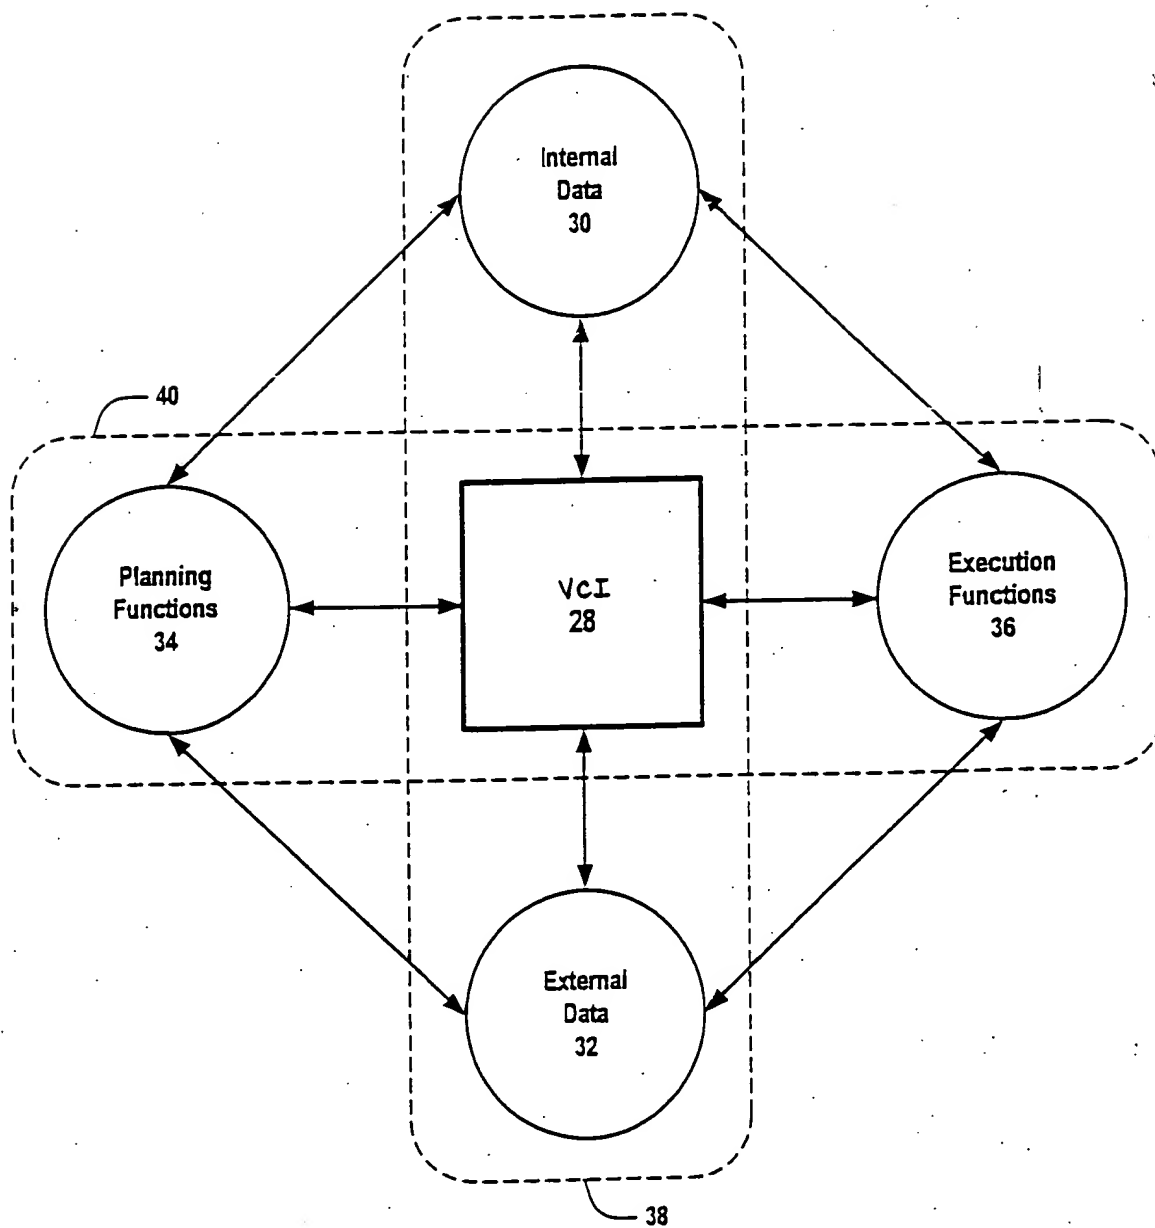 Internal
Data
30
40
Planning
Functions
34
VCI
28
Execution
Functions
36
External
Data
32
38